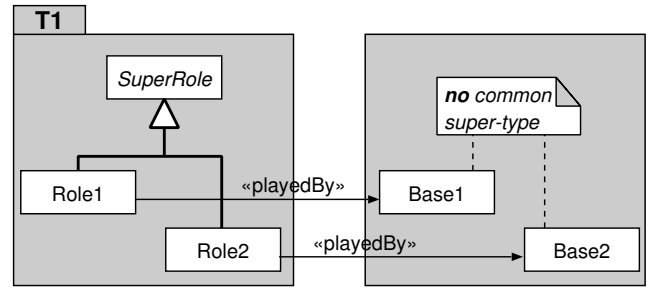 T1
SuperRole
no common
super-type
Role1
«playedBy»
Base1
Role2
«playedBy»
Base2